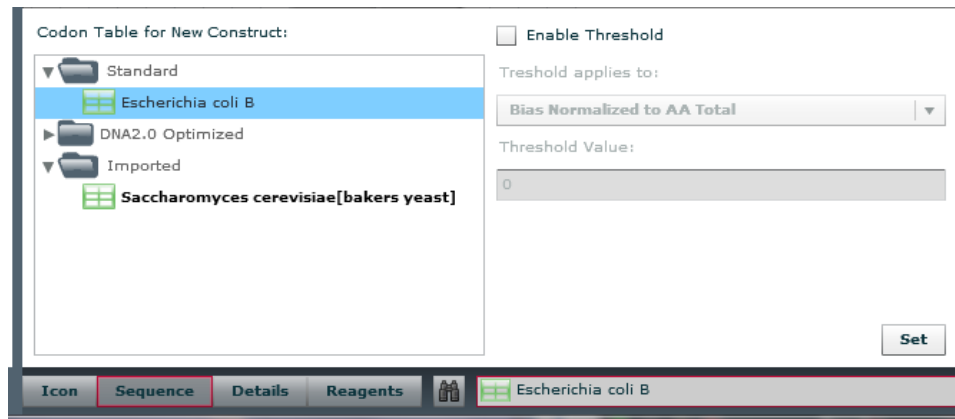 Codon Table for New Construct:
Standard
Escherichia coli B
DNA2.0 Optimized
Imported
Saccharomyces cerevisiae[bakers yeast]
Enable Threshold
Treshold applies to:
Bias Normalized to AA Total
Threshold Value:
0
Set
Icon Sequence Details Reagents Escherichia coli B